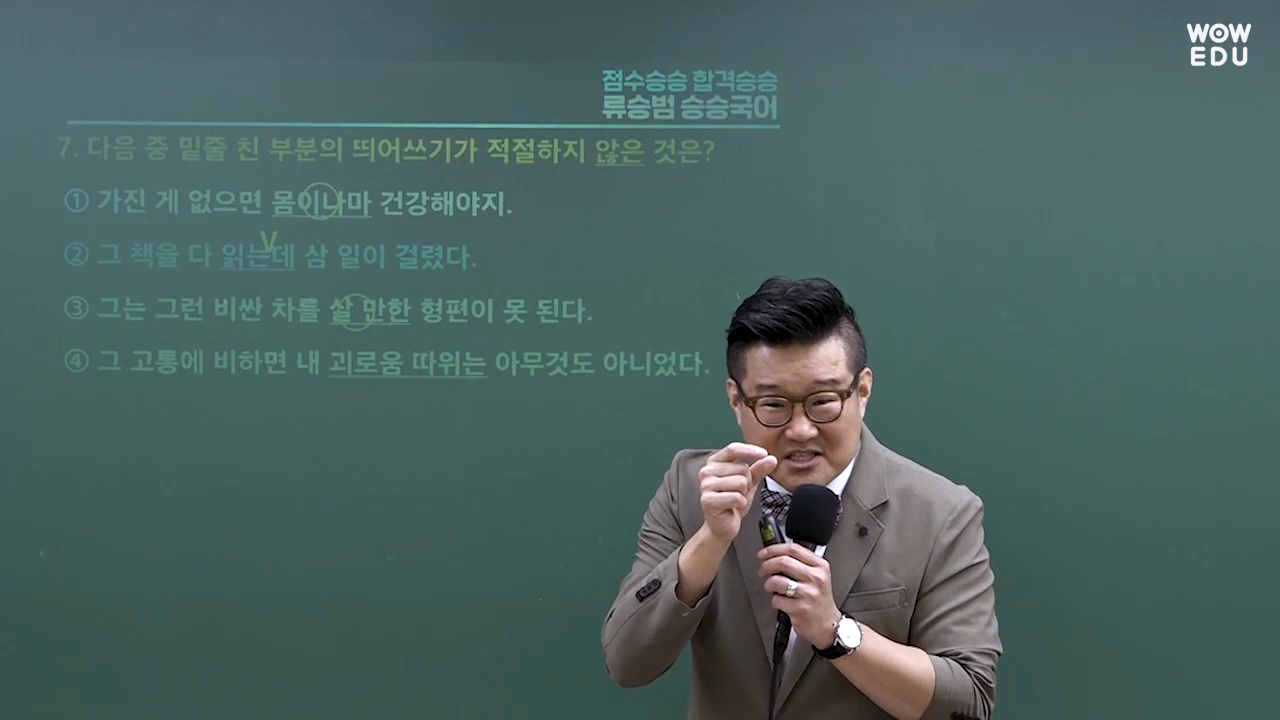 WOW
EDU
점수승승 합격승승
류승범 승승국어
7. 다음 중 밑줄 친 부분의 띄어쓰기가 적절하지 않은 것은?
① 가진 게 없으면 몸이나마 건강해야지.
V
② 그 책을 다 읽는데 삼 일이 걸렸다.
③ 그는 그런 비싼 차를 살 만한 형편이 못 된다.
④ 그 고통에 비하면 내 괴로움 따위는 아무것도 아니었다.